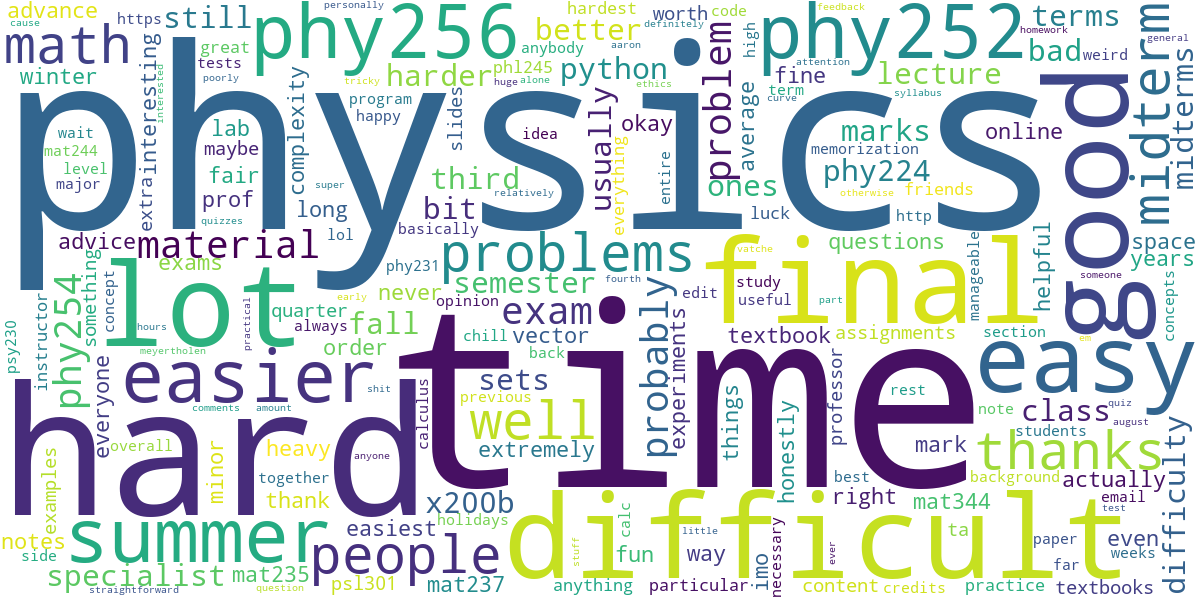 physics
time
hard
good
final
difficult
lot
easy
phy256
phy252
summer
people
easier
well
problems
thanks
midterm
math
material
problem
exam
probably
phy254
semester
specialist
harder
python
better
bad
still
third
bit
fall
ones
marks
lecture
terms
phy224
usually
sets
x200b
class
difficulty
midterms
advance
winter
https
cause
personally
great
tests
poorly
interesting
extra
interested
lab
maybe
fair
prof
wait
mat244
level
major
quizzes
complexity
long
lol
super
program
happy
tricky
slides
phl245
huge
alone
anybody
hardest
idea
relatively
basically
okay
everything
ethics
entire
aaron
definitely
worth
code
high
average
feedback
homework
attention
fine
term
curve
syllabus
memorization
online
otherwise
friends
luck
http
weird
general
space
years
concepts
advice
exams
something
concept
psy230
instructor
quarter
always
order
never
early
practical
hours
meyertholen
phy231
opinion
chill
vector
back
fourth
edit
study
useful
vatche
part
questions
textbook
assignments
manageable
helpful
section
someone
em
everyone
overall
examples
notes
side
minor
heavy
together
thank
comments
amount
shit
anyone
calculus
previous
extremely
easiest
holidays
mat235
psl301
mat237
straightforward
question
experiments
things
honestly
professor
rest
note
mark
students
quiz
august
best
right
mat344
background
actually
email
test
even
weeks
paper
far
textbooks
practice
credits
content
ta
imo
necessary
particular
way
little
fun
calc
stuff
anything
ever